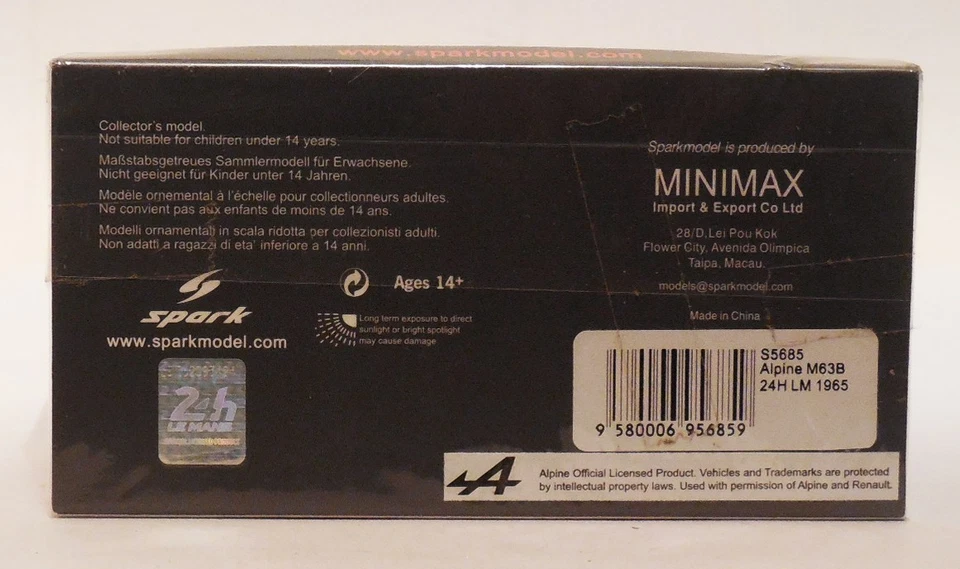 www.sparkmodel.com
Collector's model.
Not suitable for children under 14 years.
Maßstabsgetreues Sammlermodell für Erwachsene.
Nicht geeignet für Kinder unter 14 Jahren.
Modèle ornemental à l'échelle pour collectionneurs adultes.
Ne convient pas aux enfants de moins de 14 ans.
Modelli ornamentali in scala ridotta per collezionisti adulti.
Non adatti a ragazzi di eta' inferiore a 14 anni.
Ages 14+
spark
www.sparkmodel.com
Long term exposure to direct
sunlight or bright spotlight
may cause damage
24h
LE MANS
Sparkmodel is produced by
MINIMAX
Import & Export Co Ltd
28/D,Lei Pou Kok
Flower City, Avenida Olimpica
Taipa, Macau.
models@sparkmodel.com
Made in China
S5685
Alpine M63B
24H LM 1965
9 580006 956859
Alpine Official Licensed Product. Vehicles and Trademarks are protected
by intellectual property laws. Used with permission of Alpine and Renault.